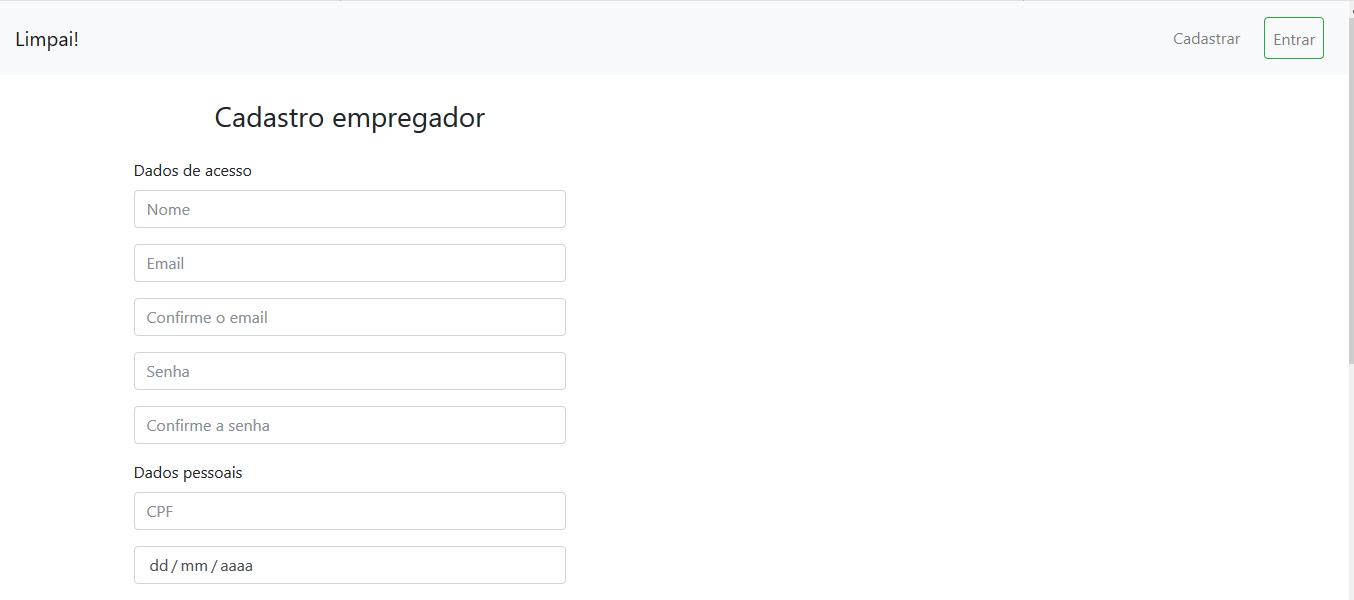 Limpai! Cadastrar Entrar
Cadastro empregador
Dados de acesso
Nome
Email
Confirme o email
Senha
Confirme a senha
Dados pessoais
CPF
dd/mm/aaaa